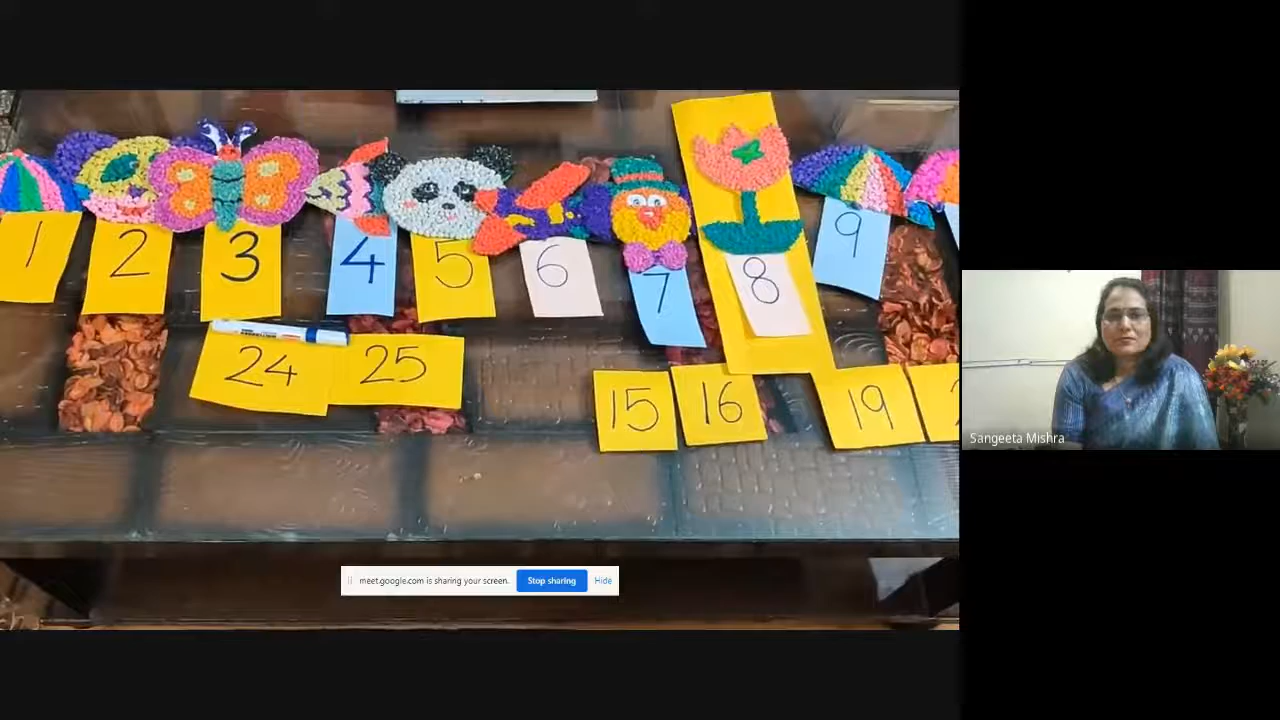 1 2 3 4 5 6 7 8 9
24 25 15 16 19
Sangeeta Mishra
meet.google.com is sharing your screen. Stop sharing Hide